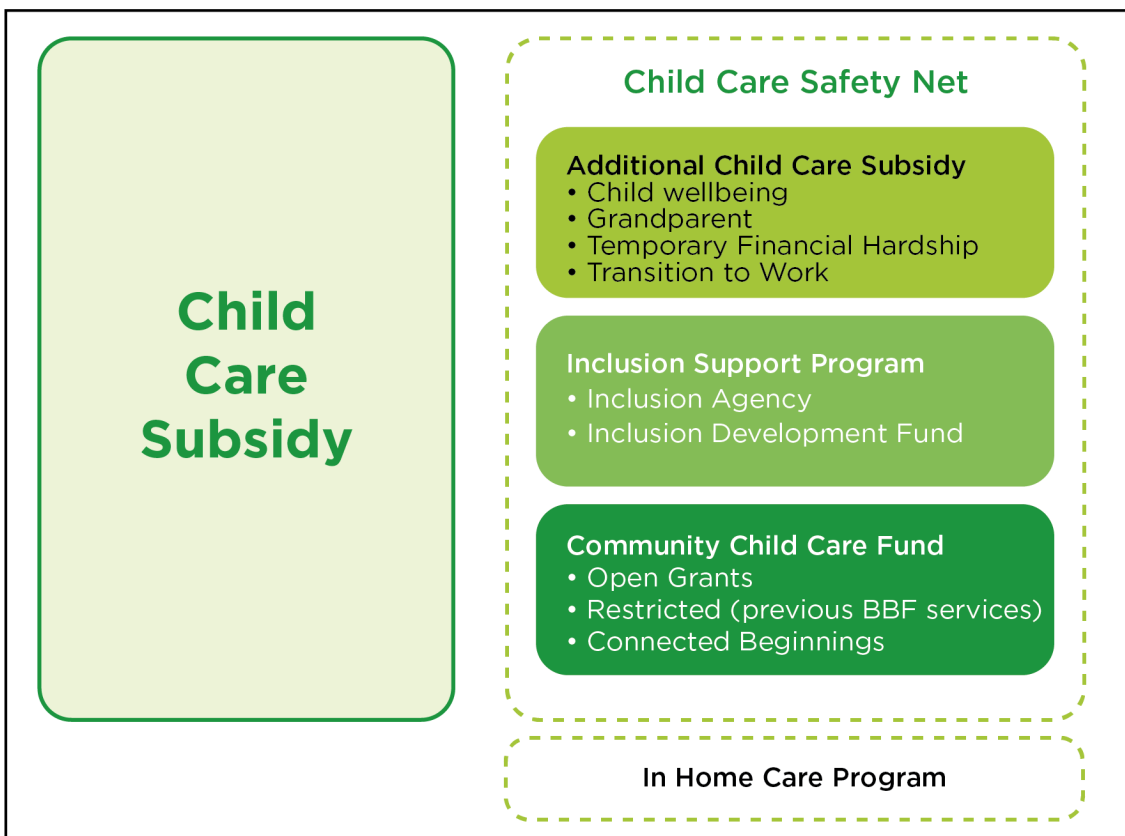 Child
Care
Subsidy
Child Care Safety Net
Additional Child Care Subsidy
• Child wellbeing
• Grandparent
• Temporary Financial Hardship
• Transition to Work
Inclusion Support Program
• Inclusion Agency
• Inclusion Development Fund
Community Child Care Fund
• Open Grants
• Restricted (previous BBF services)
• Connected Beginnings
In Home Care Program